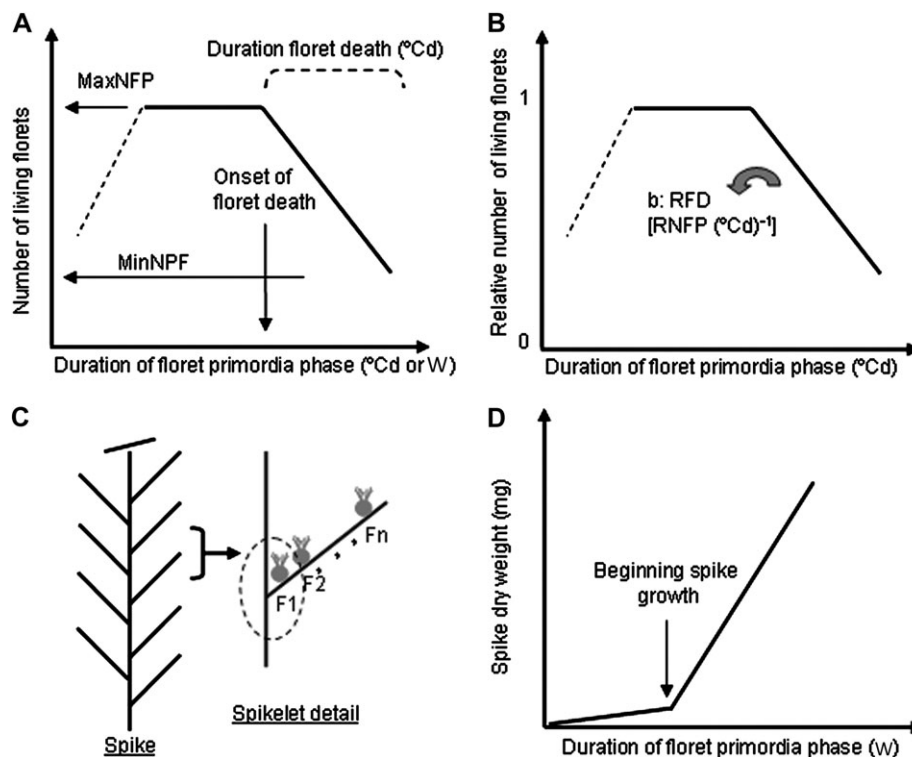 A
Duration floret death (ºCd)
MaxNFP
Onset of
floret death
MinNPF
Number of living florets
Duration of floret primordia phase (ºCd or W)
B
1
b: RFD
[RNFP (ºCd)⁻¹]
0
Relative number of living florets
Duration of floret primordia phase (ºCd)
C
Fn
F2
F1
Spikelet detail
Spike
D
Beginning spike
growth
Spike dry weight (mg)
Duration of floret primordia phase (W)